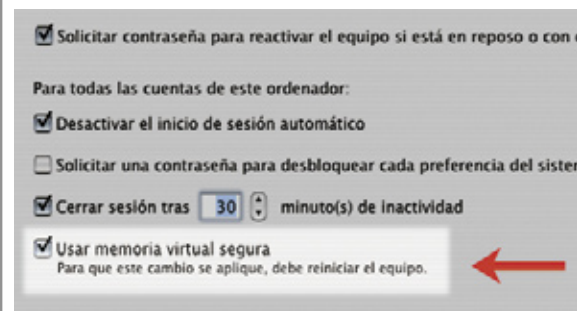 Solicitar contraseña para reactivar el equipo si está en reposo o con
Para todas las cuentas de este ordenador:
Desactivar el inicio de sesión automático
Solicitar una contraseña para desbloquear cada preferencia del
Cerrar sesión tras 30 minuto(s) de inactividad
Usar memoria virtual segura
Para que este cambio se aplique, debe reiniciar el equipo.